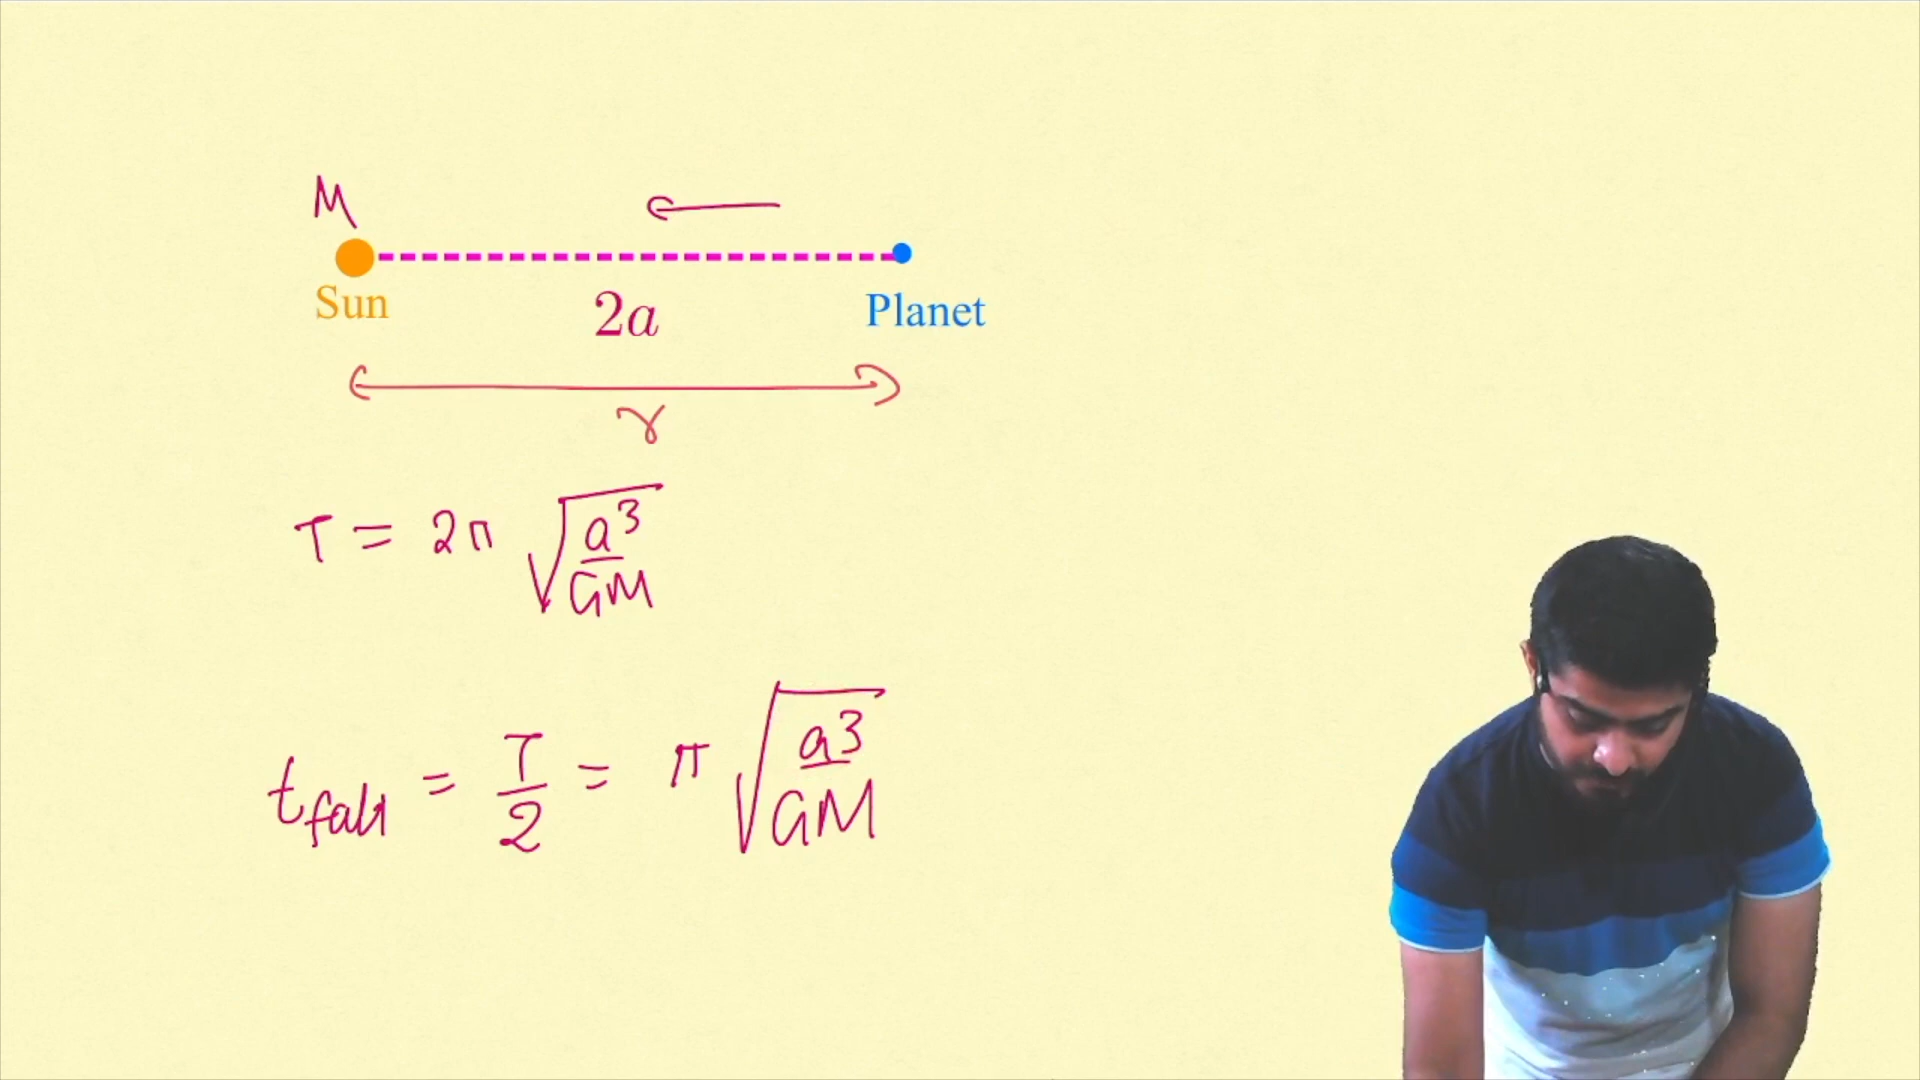 M
Sun
2a
Planet
r
T = 2π √(a³/GM)
t_fall = T/2 = π √(a³/GM)